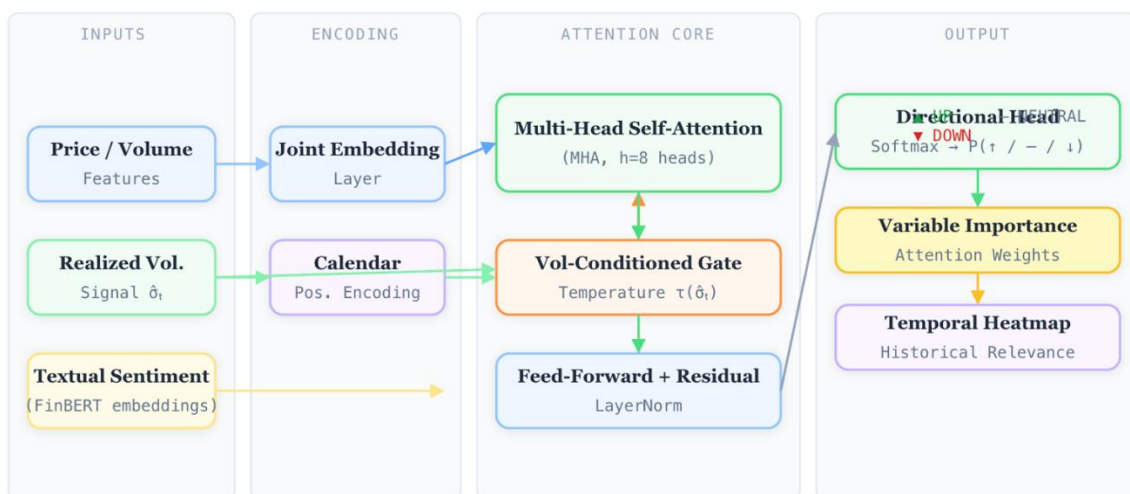 INPUTS
ENCODING
ATTENTION CORE
OUTPUT
Price / Volume
Features
Joint Embedding
Layer
Multi-Head Self-Attention
(MHA, h=8 heads)
Directional Head
▲ UP
— NEUTRAL
▼ DOWN
Softmax → P(↑ / — / ↓)
Realized Vol.
Signal σ̂ₜ
Calendar
Pos. Encoding
Vol-Conditioned Gate
Temperature τ(σ̂ₜ)
Variable Importance
Attention Weights
Textual Sentiment
(FinBERT embeddings)
Feed-Forward + Residual
LayerNorm
Temporal Heatmap
Historical Relevance